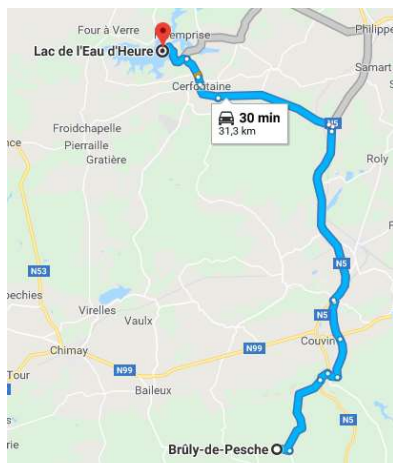 Four à Verre
Philippe
Lac de l'Eau d'Heure
Samart
Cerfontaine
30 min
31,3 km
N5
Froidchapelle
Pierraille
Gratière
Roly
N53
N5
Virelles
N5
Vaulx
Couvin
Chimay
N99
N99
Tour
Baileux
N5
Brûly-de-Pesche